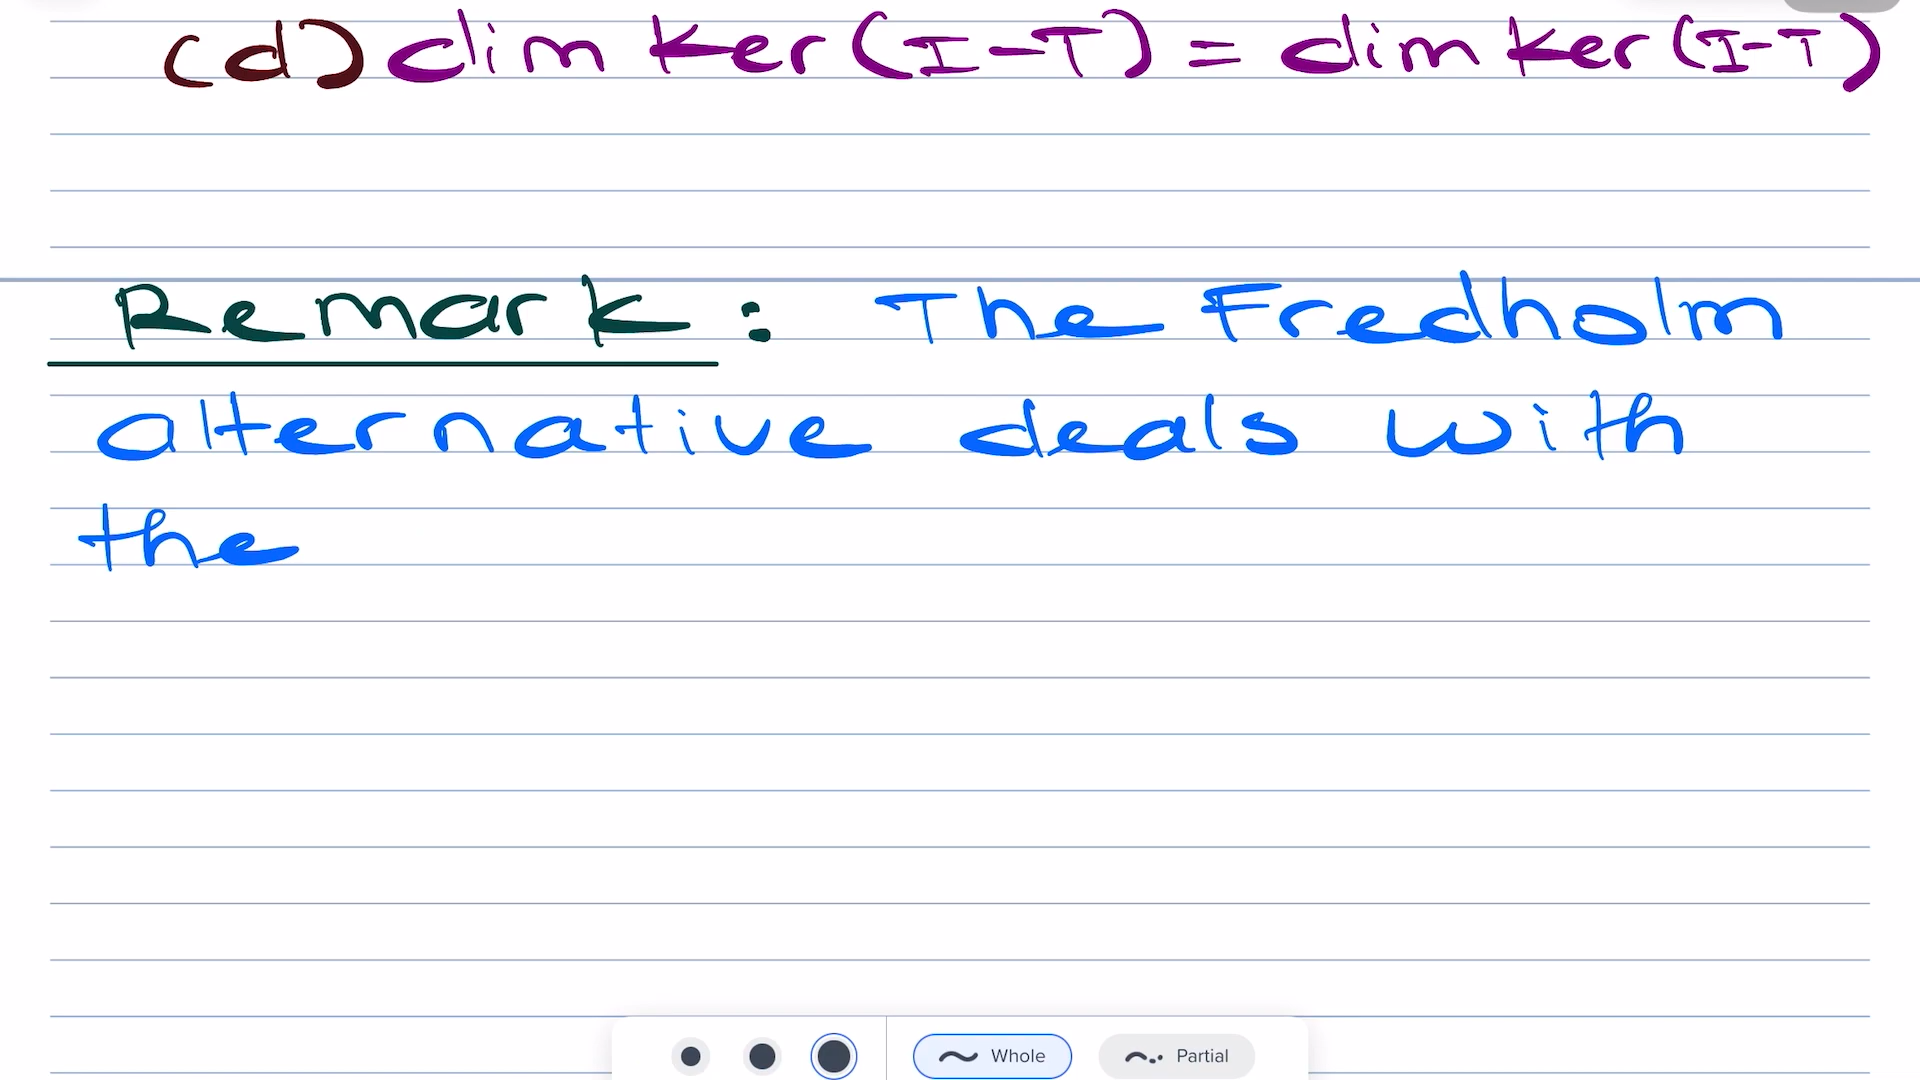 (d) dim ker (I-T) = dim ker (I-T)
Remark : The Fredholm
alternative deals with
the
Whole Partial